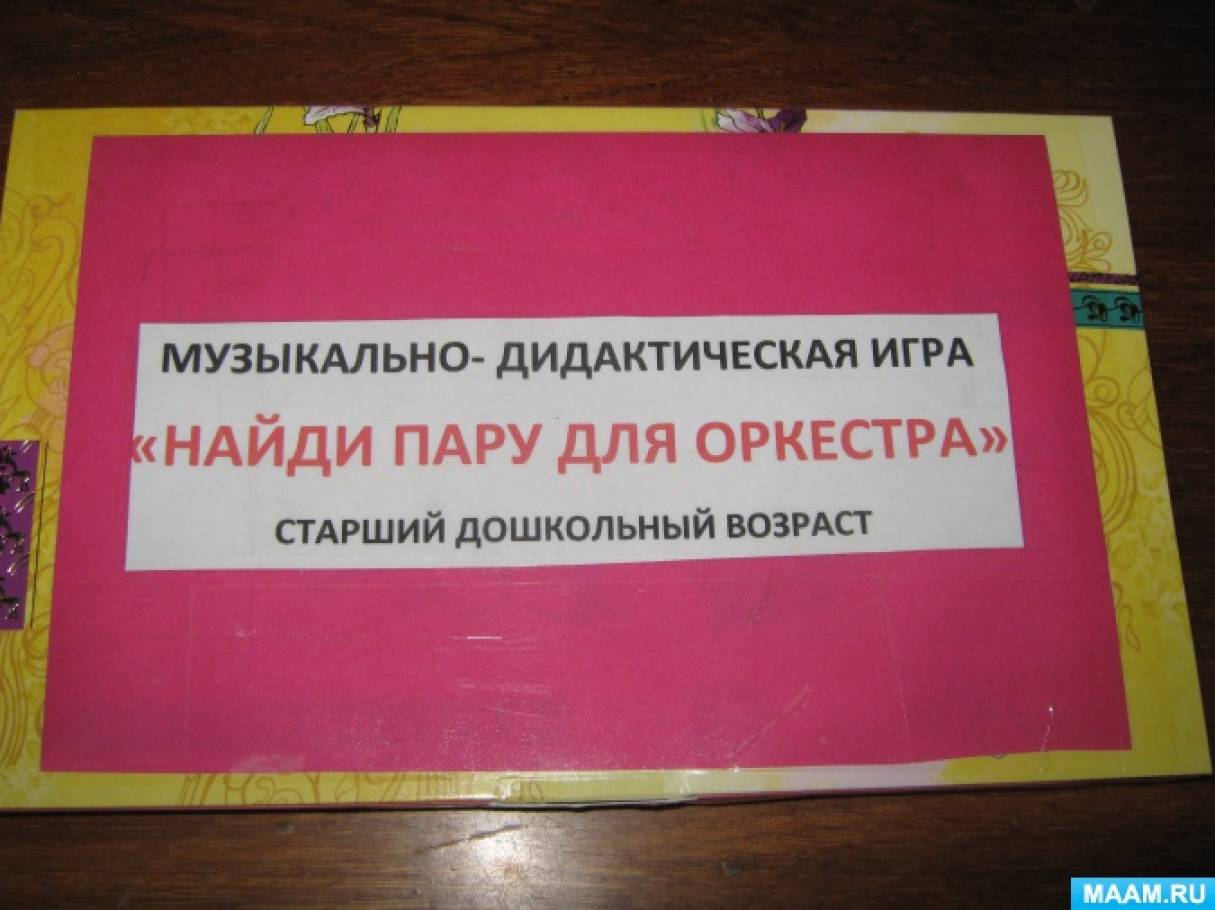 МУЗЫКАЛЬНО- ДИДАКТИЧЕСКАЯ ИГРА
«НАЙДИ ПАРУ ДЛЯ ОРКЕСТРА»
СТАРШИЙ ДОШКОЛЬНЫЙ ВОЗРАСТ
MAAM.RU